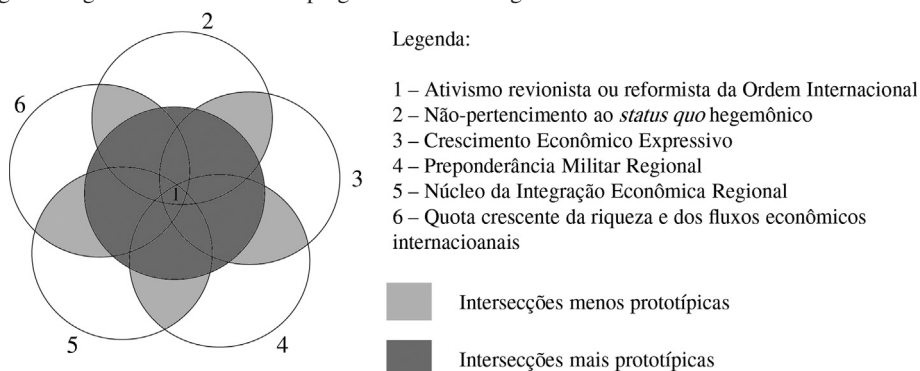 Legenda:
1 – Ativismo revionista ou reformista da Ordem Internacional
2 – Não-pertencimento ao status quo hegemônico
3 – Crescimento Econômico Expressivo
4 – Preponderância Militar Regional
5 – Núcleo da Integração Econômica Regional
6 – Quota crescente da riqueza e dos fluxos econômicos
internacioanais
Intersecções menos prototípicas
Intersecções mais prototípicas
2
6
3
1
5
4